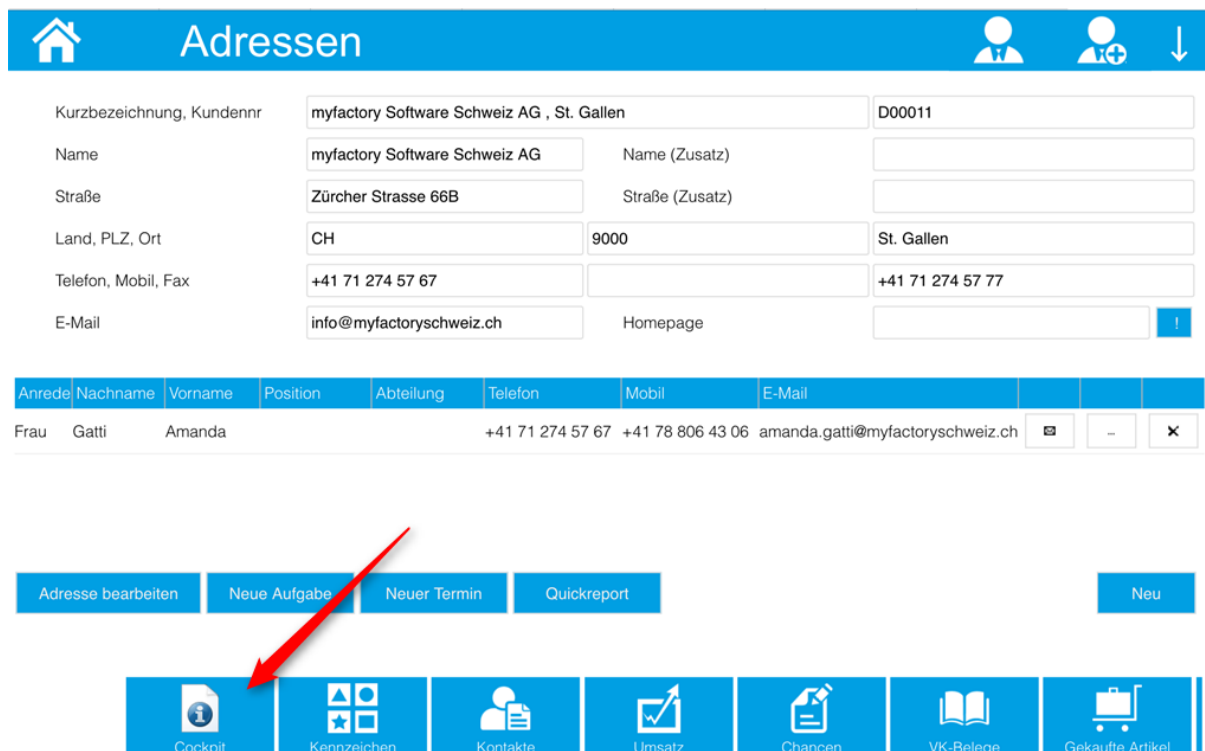 Adressen
Kurzbezeichnung, Kundennr myfactory Software Schweiz AG , St. Gallen D00011
Name myfactory Software Schweiz AG Name (Zusatz)
Straße Zürcher Strasse 66B Straße (Zusatz)
Land, PLZ, Ort CH 9000 St. Gallen
Telefon, Mobil, Fax +41 71 274 57 67 +41 71 274 57 77
E-Mail info@myfactoryschweiz.ch Homepage !
Anrede Nachname Vorname Position Abteilung Telefon Mobil E-Mail
Frau Gatti Amanda +41 71 274 57 67 +41 78 806 43 06 amanda.gatti@myfactoryschweiz.ch ...
Adresse bearbeiten Neue Aufgabe Neuer Termin Quickreport Neu
Cockpit Kennzeichen Kontakte Umsatz Chancen VK-Belege Gekaufte Artikel